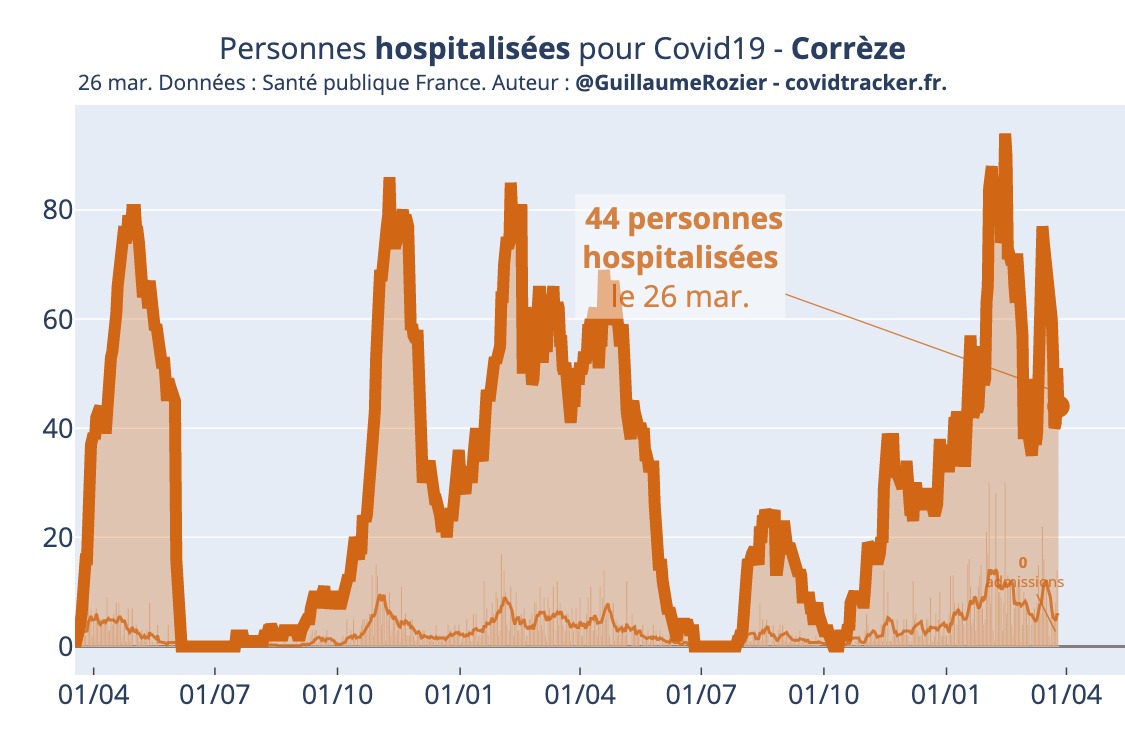 Personnes hospitalisées pour Covid19 - Corrèze
26 mar. Données : Santé publique France. Auteur : @GuillaumeRozier - covidtracker.fr.
44 personnes
hospitalisées
le 26 mar.
80
60
40
20
0
0
admissions
01/04
01/07
01/10
01/01
01/04
01/07
01/10
01/01
01/04